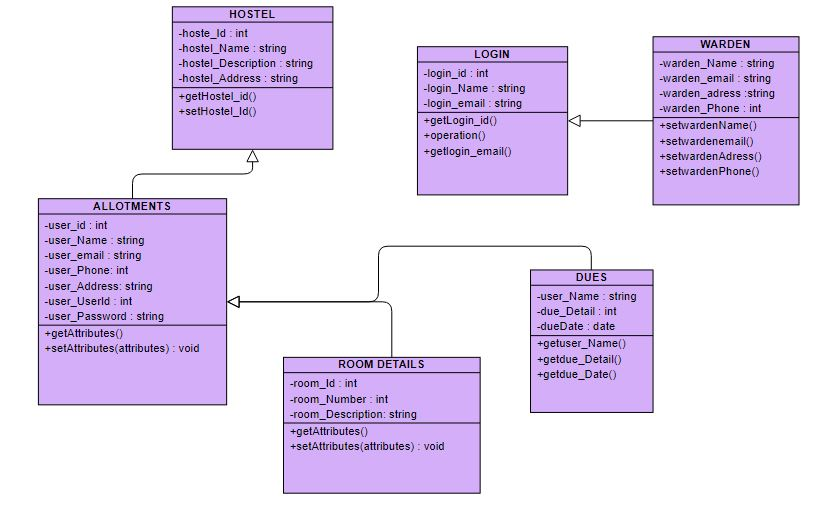 HOSTEL
-hoste_Id : int
-hostel_Name : string
-hostel_Description : string
-hostel_Address : string
+getHostel_id()
+setHostel_Id()
LOGIN
-login_id : int
-login_Name : string
-login_email : string
+getLogin_id()
+operation()
+getlogin_email()
WARDEN
-warden_Name : string
-warden_email : string
-warden_adress :string
-warden_Phone : int
+setwardenName()
+setwardenemail()
+setwardenAdress()
+setwardenPhone()
ALLOTMENTS
-user_id : int
-user_Name : string
-user_email : string
-user_Phone: int
-user_Address: string
-user_UserId : int
-user_Password : string
+getAttributes()
+setAttributes(attributes) : void
ROOM DETAILS
-room_Id : int
-room_Number : int
-room_Description: string
+getAttributes()
+setAttributes(attributes) : void
DUES
-user_Name : string
-due_Detail : int
-dueDate : date
+getuser_Name()
+getdue_Detail()
+getdue_Date()